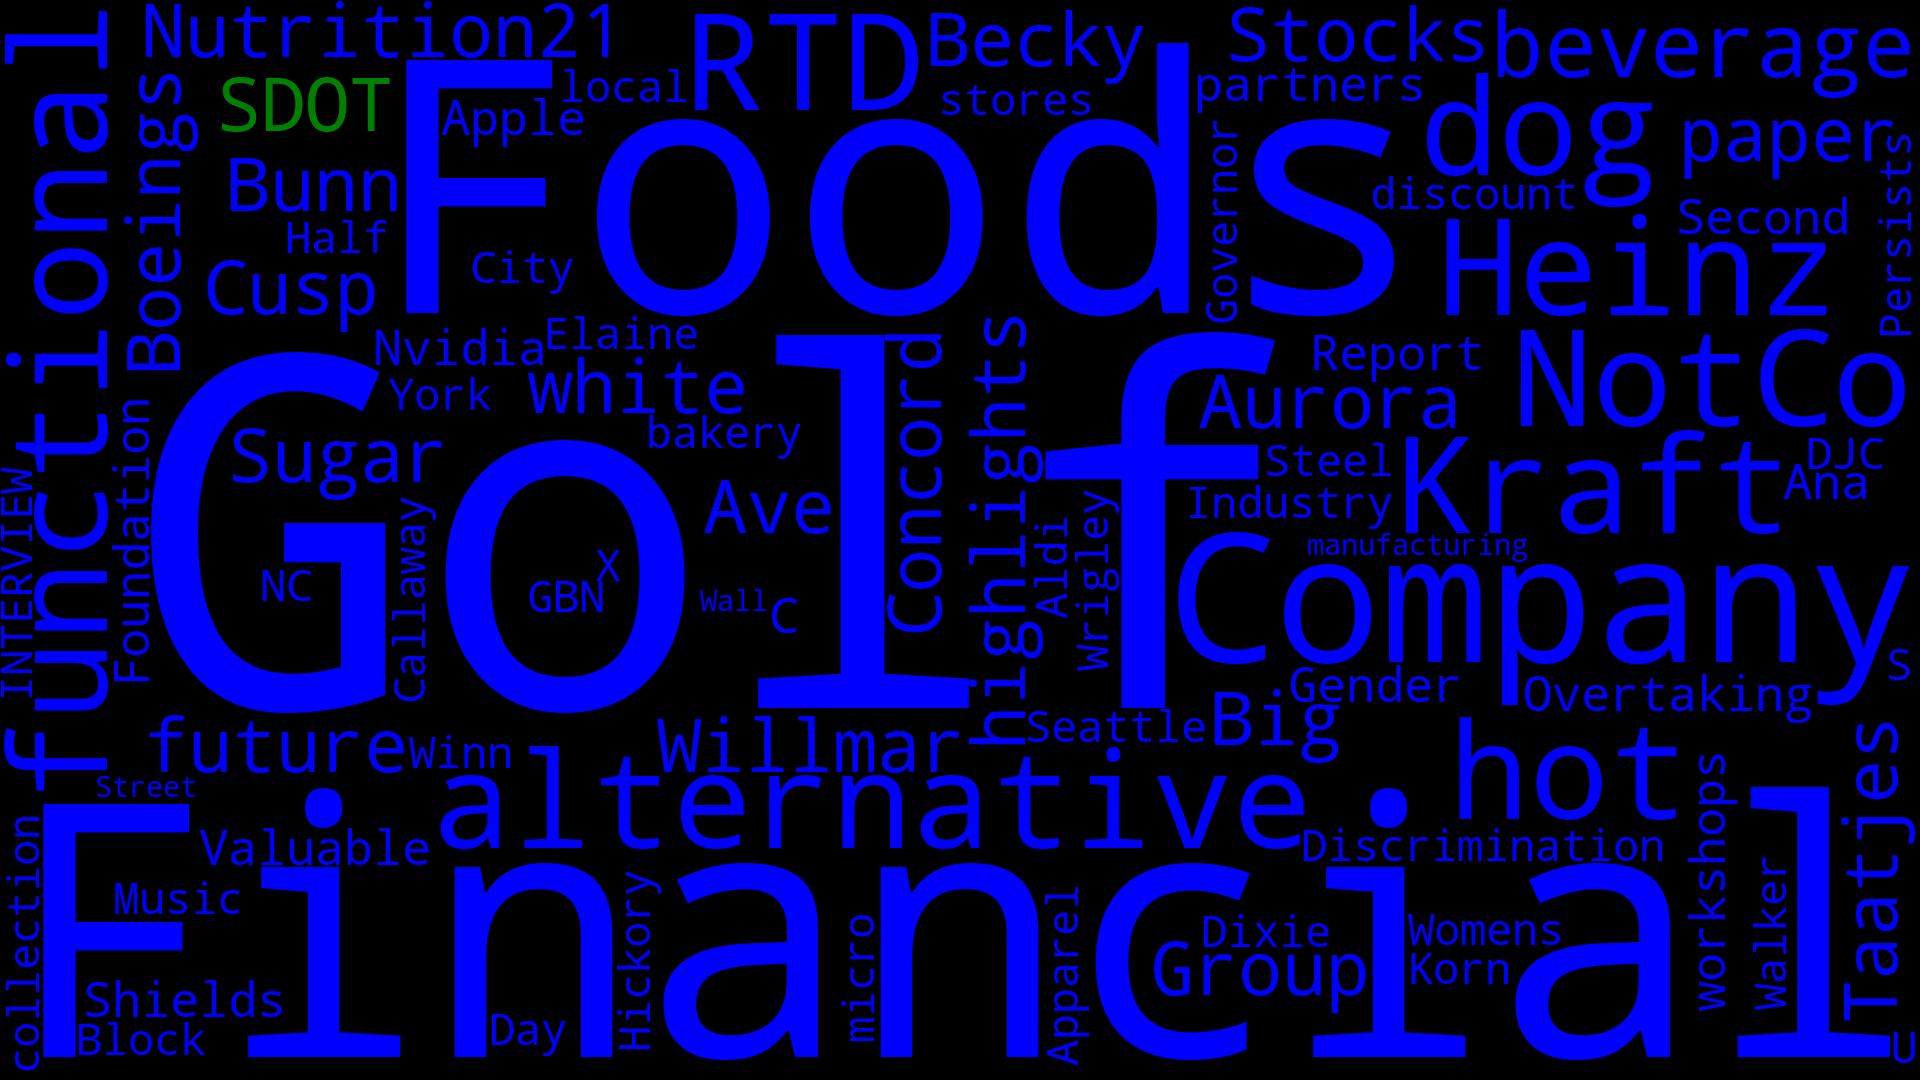 Nutrition21
RTD
Becky
Stocks
beverage
functional
Boeings
SDOT
Apple
local
stores
partners
dog
paper
Foods
Bunn
Half
City
Cusp
Governor
discount
Second
Persists
Heinz
Nvidia
Elaine
York
white
bakery
Concord
highlights
Report
Aurora
NotCo
Golf
Sugar
Ave
Steel
Industry
Kraft
DJC
Ana
INTERVIEW
Foundation
Callaway
NC
GBN
X
Wall
C
Aldi
Wrigley
manufacturing
Company
S
Gender
Overtaking
future
Winn
Willmar
Seattle
Big
Street
alternative
hot
workshops
Taatjes
Valuable
Discrimination
Financial
collection
Music
Shields
Block
Day
Hickory
micro
Apparel
Dixie
Group
Womens
Korn
Walker
U